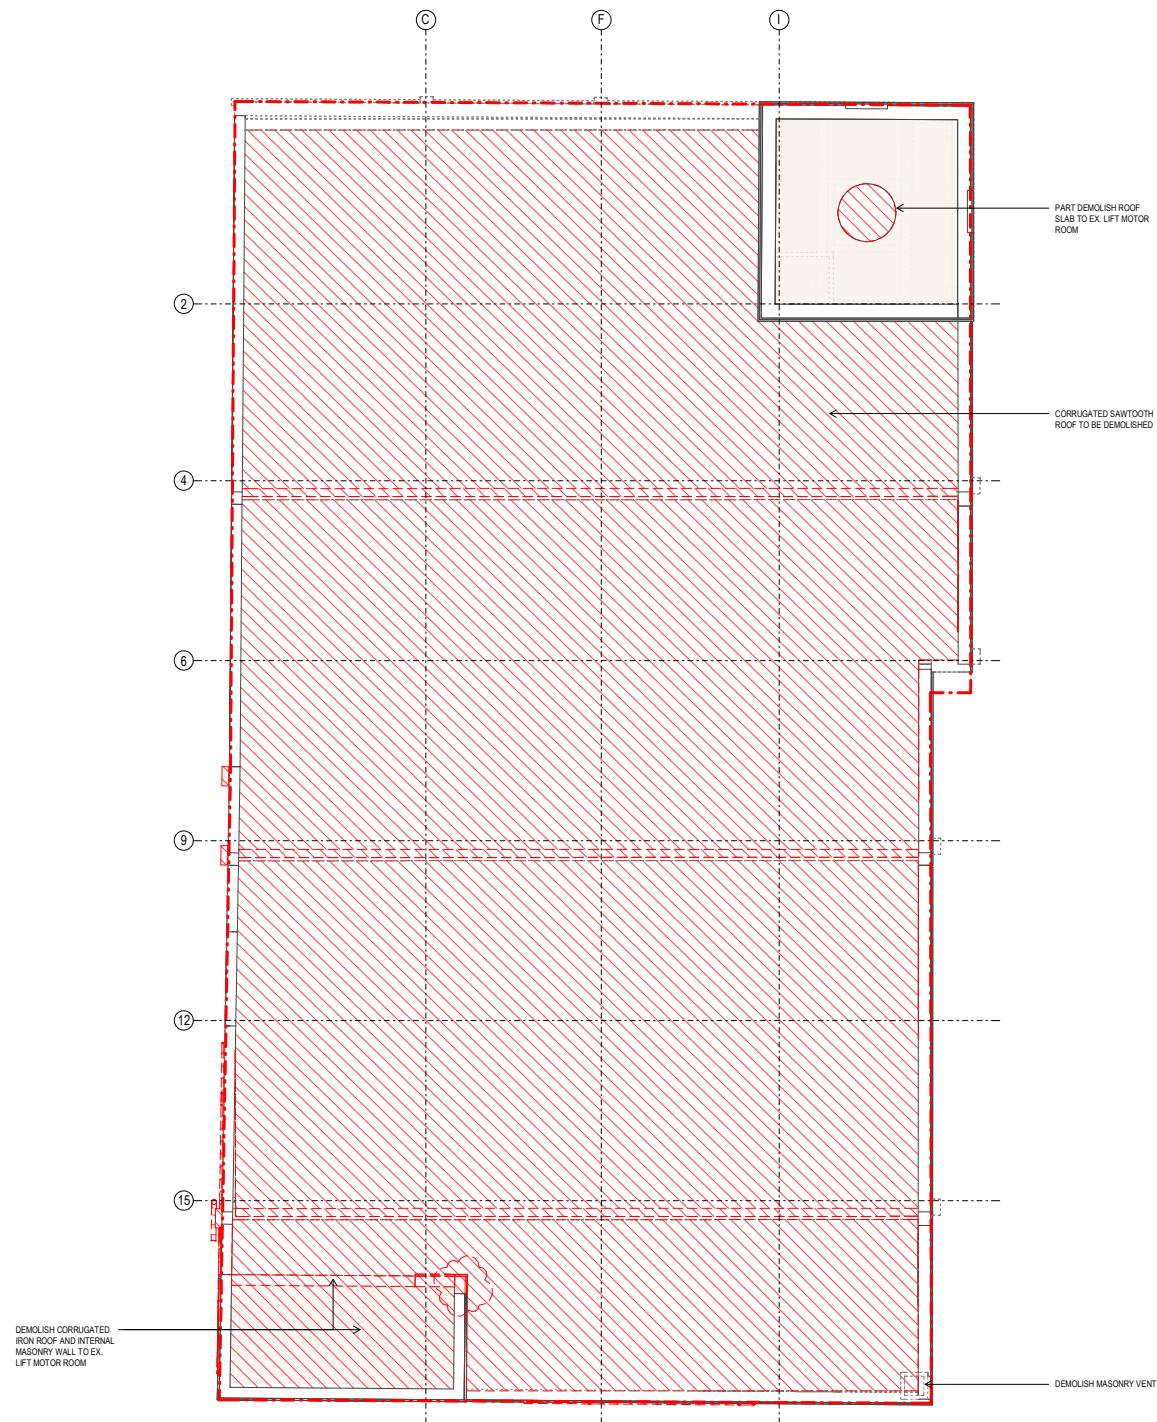 C
F
I
PART DEMOLISH ROOF
SLAB TO EX. LIFT MOTOR
ROOM
2
CORRUGATED SAWTOOTH
ROOF TO BE DEMOLISHED
4
6
9
12
15
DEMOLISH CORRUGATED
IRON ROOF AND INTERNAL
MASONRY WALL TO EX.
LIFT MOTOR ROOM
DEMOLISH MASONRY VENT